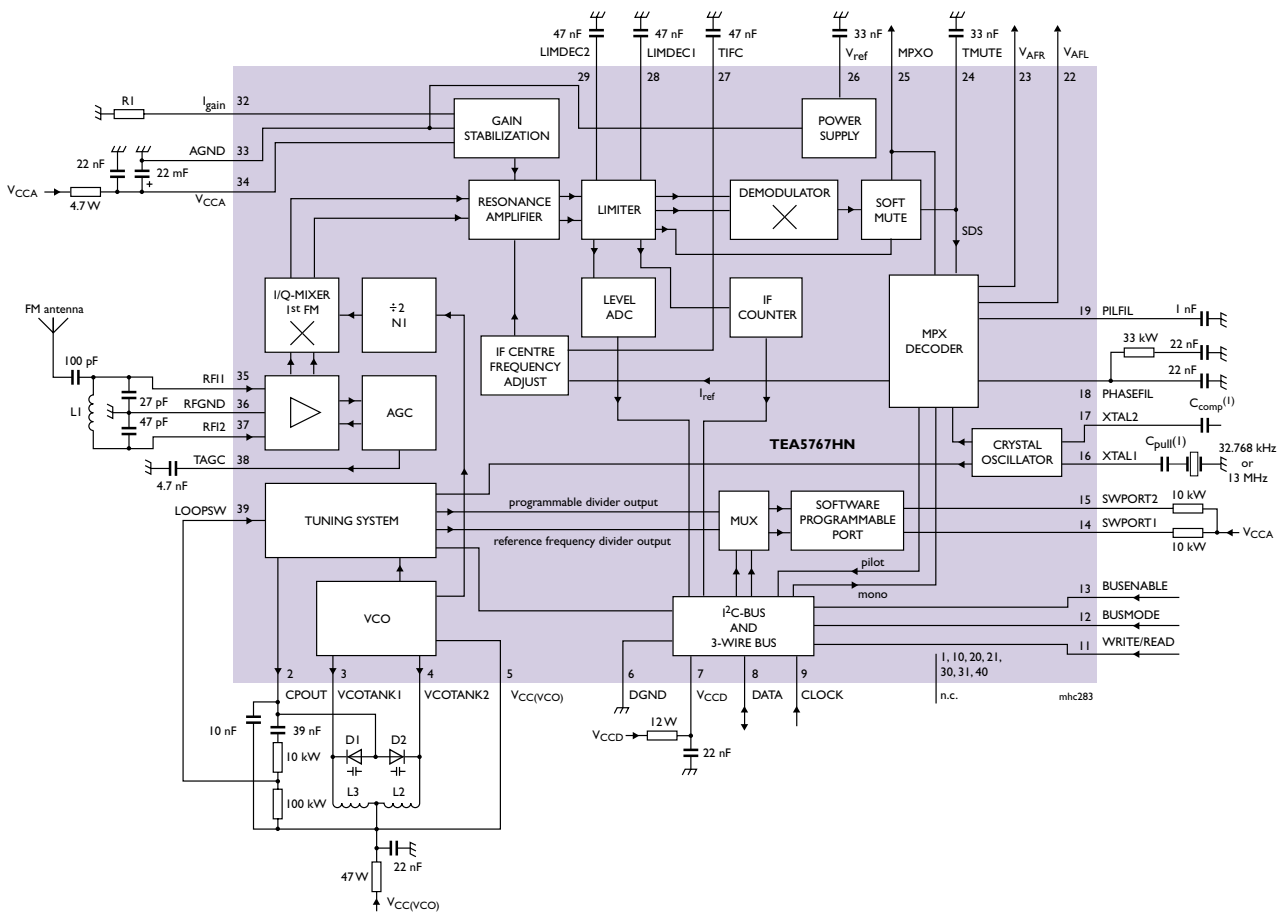 47 nF
47 nF
47 nF
33 nF
33 nF
LIMDEC2
LIMDEC1
TIFC
Vref
MPXO
TMUTE
VAFR
VAFL
29
28
27
26
25
24
23
22
R1
Igain
32
GAIN
STABILIZATION
POWER
SUPPLY
AGND
33
22 nF
22 mF
+
34
VCCA
4.7 W
VCCA
RESONANCE
AMPLIFIER
LIMITER
DEMODULATOR
SOFT
MUTE
SDS
I/Q-MIXER
1st FM
÷2
N1
LEVEL
ADC
IF
COUNTER
MPX
DECODER
FM antenna
19
PILFIL
1 nF
IF CENTRE
FREQUENCY
ADJUST
33 kW
22 nF
22 nF
100 pF
RFI1
35
Iref
L1
27 pF
RFGND
36
AGC
18
PHASEFIL
47 pF
RFI2
37
Ccomp(1)
17
XTAL2
TEA5767HN
CRYSTAL
OSCILLATOR
Cpull(1)
TAGC
38
16
XTAL1
32.768 kHz
or
13 MHz
4.7 nF
LOOPSW
39
TUNING SYSTEM
programmable divider output
reference frequency divider output
MUX
SOFTWARE
PROGRAMMABLE
PORT
15
SWPORT2
10 kW
14
SWPORT1
10 kW
VCCA
pilot
mono
VCO
I2C-BUS
AND
3-WIRE BUS
13
BUSENABLE
12
BUSMODE
11
WRITE/READ
2
3
4
5
6
7
8
9
1, 10, 20, 21,
30, 31, 40
CPOUT
VCOTANK1
VCOTANK2
VCC(VCO)
DGND
VCCD
DATA
CLOCK
n.c.
mhc283
10 nF
39 nF
D1
D2
10 kW
VCCD
12 W
22 nF
L3
L2
100 kW
22 nF
47 W
VCC(VCO)